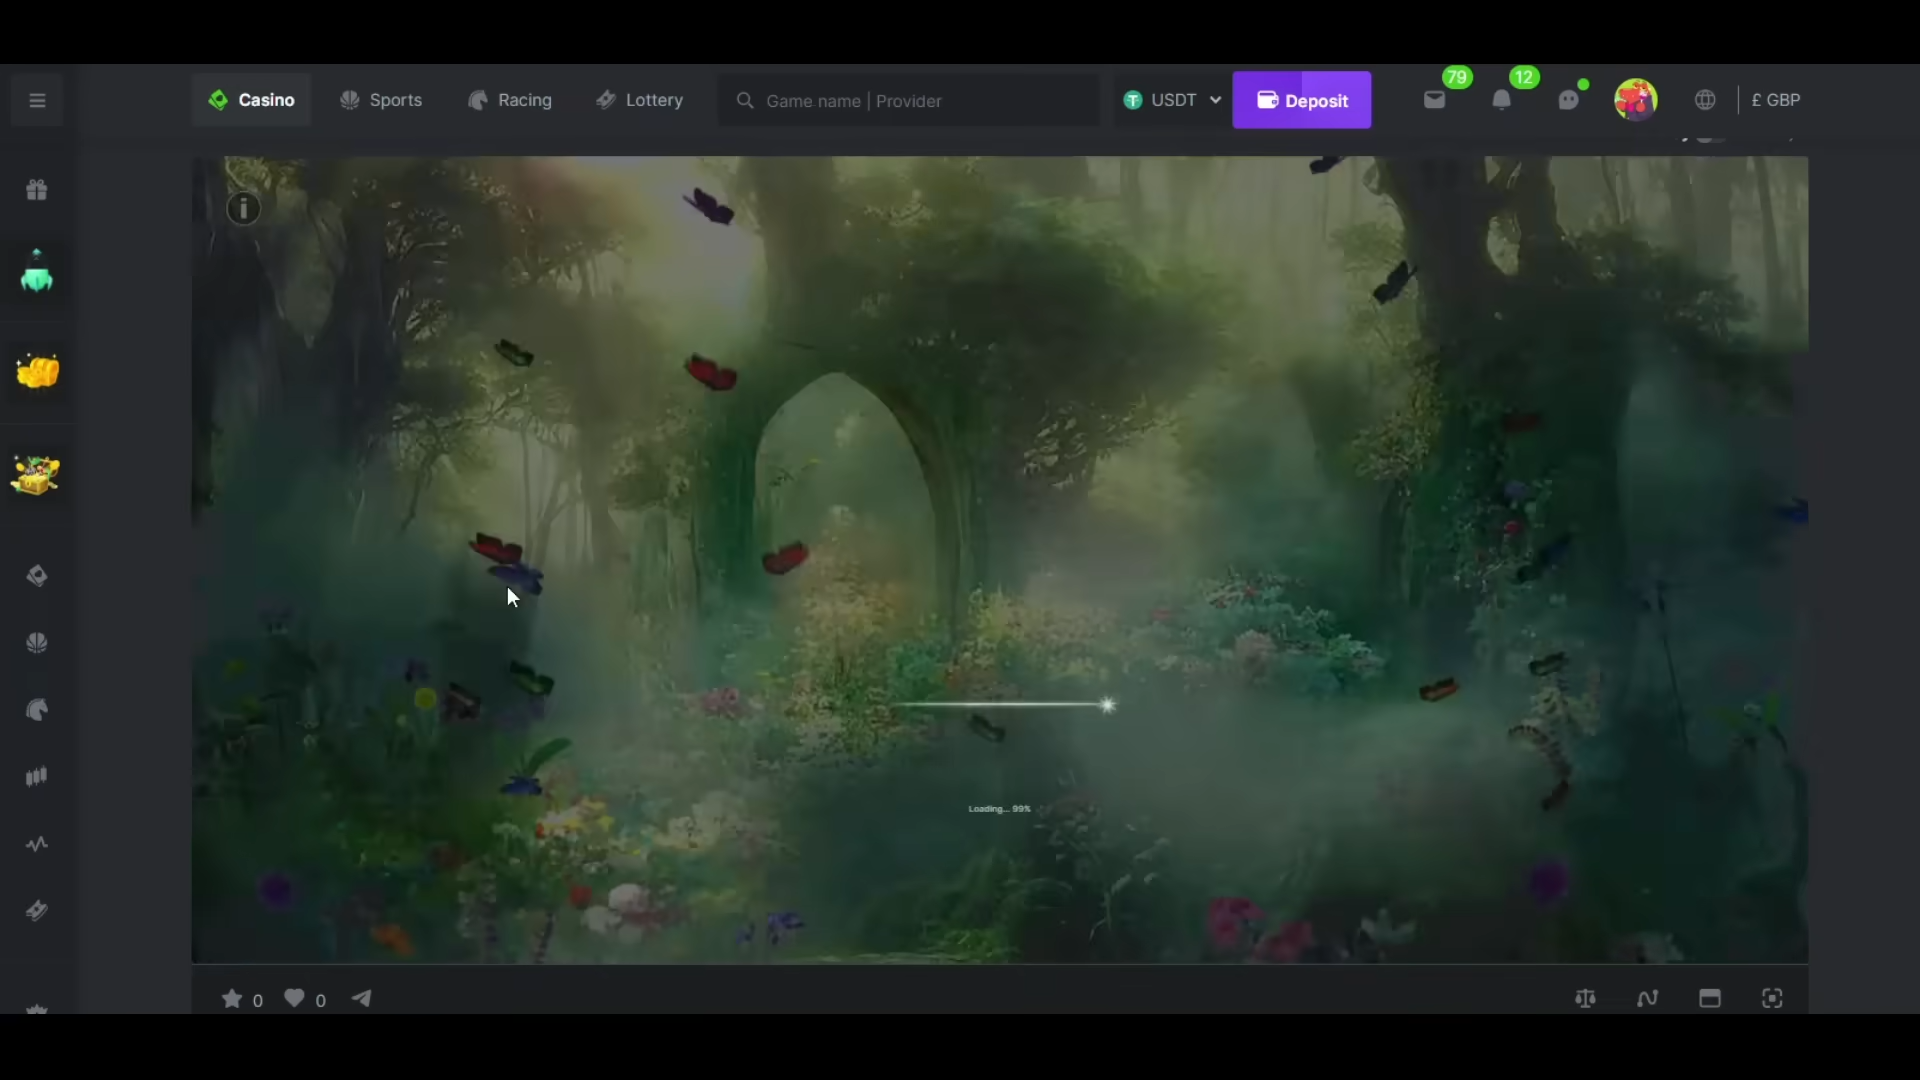 79
12
Casino
Sports
Racing
Lottery
Game name | Provider
USDT
Deposit
£ GBP
Loading... 99%
0
0